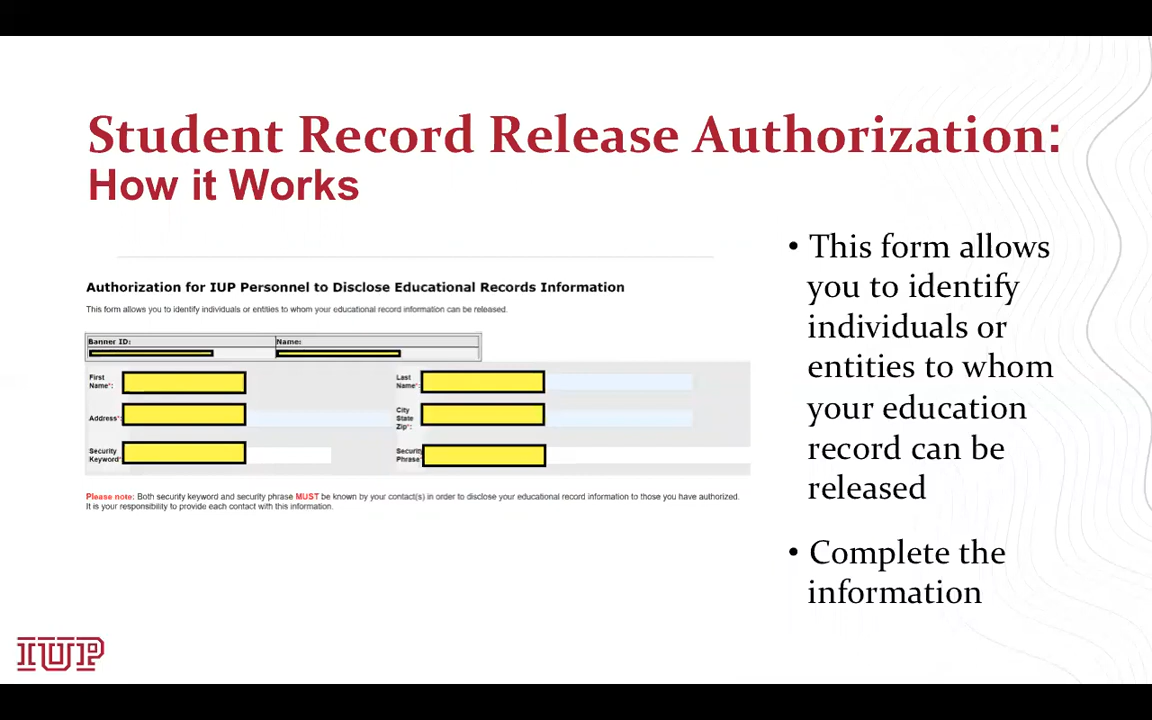 Student Record Release Authorization:
How it Works
Authorization for IUP Personnel to Disclose Educational Records Information
This form allows you to identify individuals or entities to whom your educational record information can be released.
Banner ID: Name:
First Name*: Last Name*:
Address*: City State Zip*:
Security Keyword* Security Phrase*
Please note: Both security keyword and security phrase MUST be known by your contact(s) in order to disclose your educational record information to those you have authorized.
It is your responsibility to provide each contact with this information.
• This form allows
you to identify
individuals or
entities to whom
your education
record can be
released
• Complete the
information
IUP